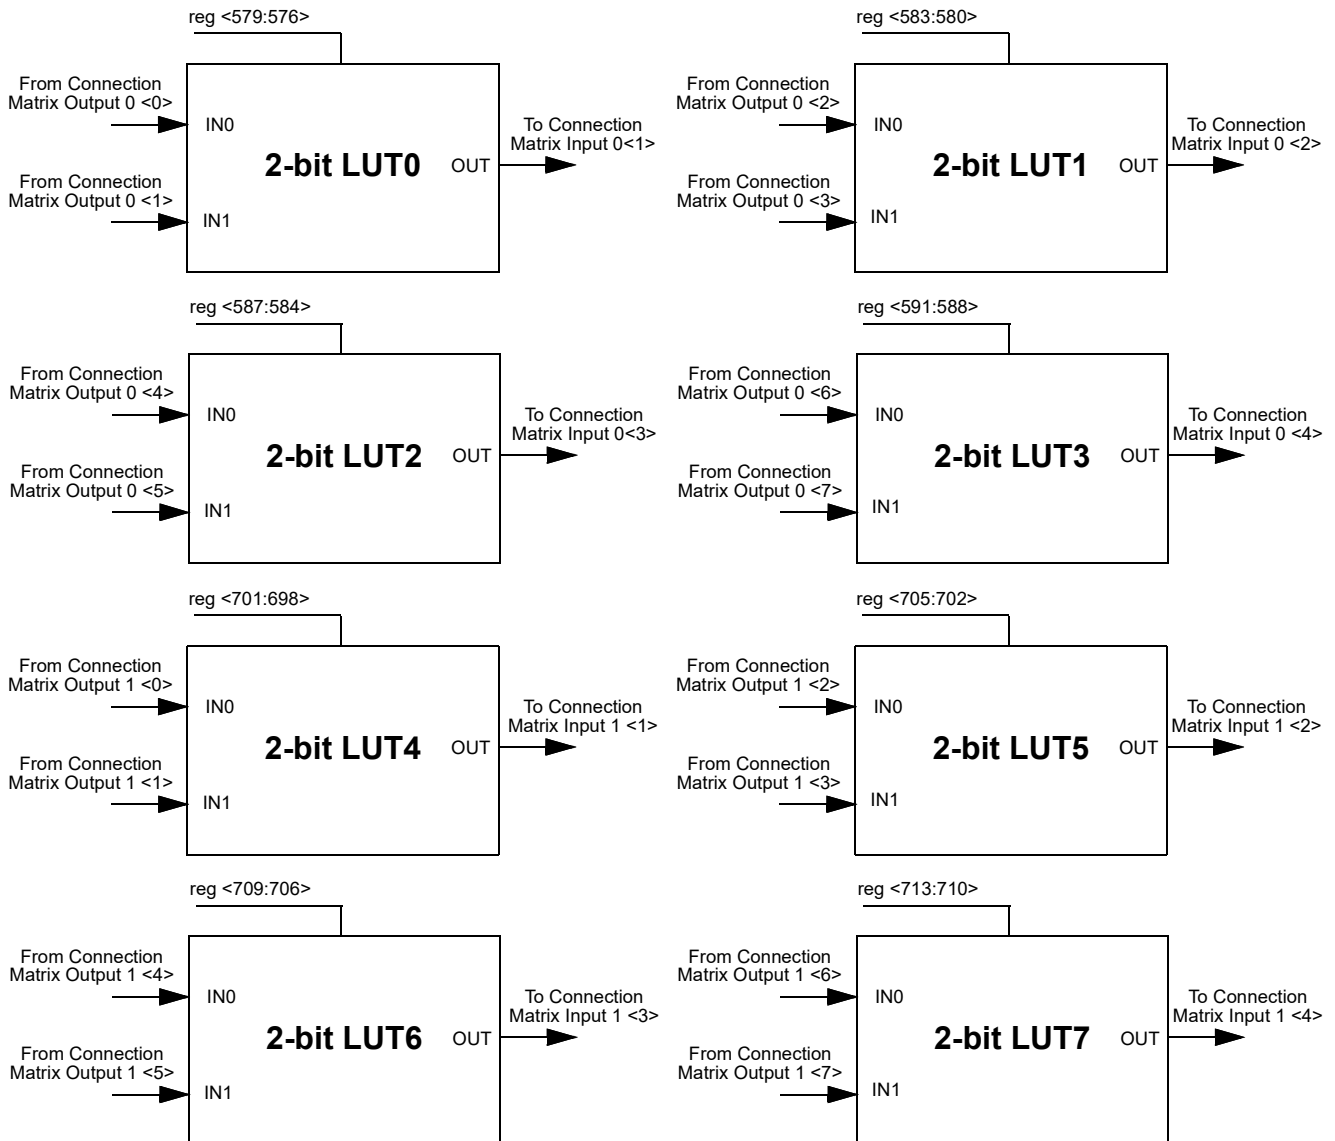 reg <579:576>
From Connection
Matrix Output 0 <0>
IN0
2-bit LUT0
OUT
To Connection
Matrix Input 0<1>
From Connection
Matrix Output 0 <1>
IN1
reg <583:580>
From Connection
Matrix Output 0 <2>
IN0
2-bit LUT1
OUT
To Connection
Matrix Input 0 <2>
From Connection
Matrix Output 0 <3>
IN1
reg <587:584>
From Connection
Matrix Output 0 <4>
IN0
2-bit LUT2
OUT
To Connection
Matrix Input 0<3>
From Connection
Matrix Output 0 <5>
IN1
reg <591:588>
From Connection
Matrix Output 0 <6>
IN0
2-bit LUT3
OUT
To Connection
Matrix Input 0 <4>
From Connection
Matrix Output 0 <7>
IN1
reg <701:698>
From Connection
Matrix Output 1 <0>
IN0
2-bit LUT4
OUT
To Connection
Matrix Input 1 <1>
From Connection
Matrix Output 1 <1>
IN1
reg <705:702>
From Connection
Matrix Output 1 <2>
IN0
2-bit LUT5
OUT
To Connection
Matrix Input 1 <2>
From Connection
Matrix Output 1 <3>
IN1
reg <709:706>
From Connection
Matrix Output 1 <4>
IN0
2-bit LUT6
OUT
To Connection
Matrix Input 1 <3>
From Connection
Matrix Output 1 <5>
IN1
reg <713:710>
From Connection
Matrix Output 1 <6>
IN0
2-bit LUT7
OUT
To Connection
Matrix Input 1 <4>
From Connection
Matrix Output 1 <7>
IN1